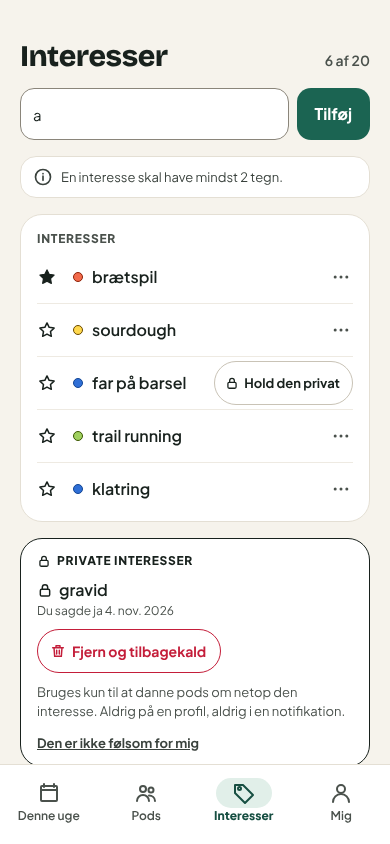 Interesser
6 af 20
a
Tilføj
En interesse skal have mindst 2 tegn.
INTERESSER
brætspil
sourdough
far på barsel
Hold den privat
trail running
klatring
PRIVATE INTERESSER
gravid
Du sagde ja 4. nov. 2026
Fjern og tilbagekald
Bruges kun til at danne pods om netop den
interesse. Aldrig på en profil, aldrig i en notifikation.
Den er ikke følsom for mig
Denne uge
Pods
Interesser
Mig